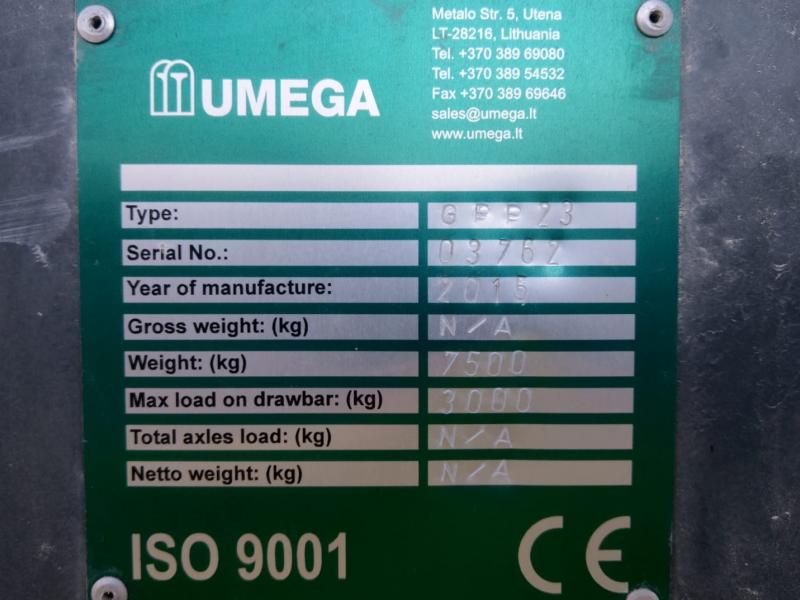 Metalo Str. 5, Utena
LT-28216, Lithuania
Tel. +370 389 69080
Tel. +370 389 54532
Fax +370 389 69646
sales@umega.lt
www.umega.lt
UMEGA
Type: GPP23
Serial No.: 03762
Year of manufacture: 2015
Gross weight: (kg) N/A
Weight: (kg) 7500
Max load on drawbar: (kg) 3000
Total axles load: (kg) N/A
Netto weight: (kg) N/A
ISO 9001 CE